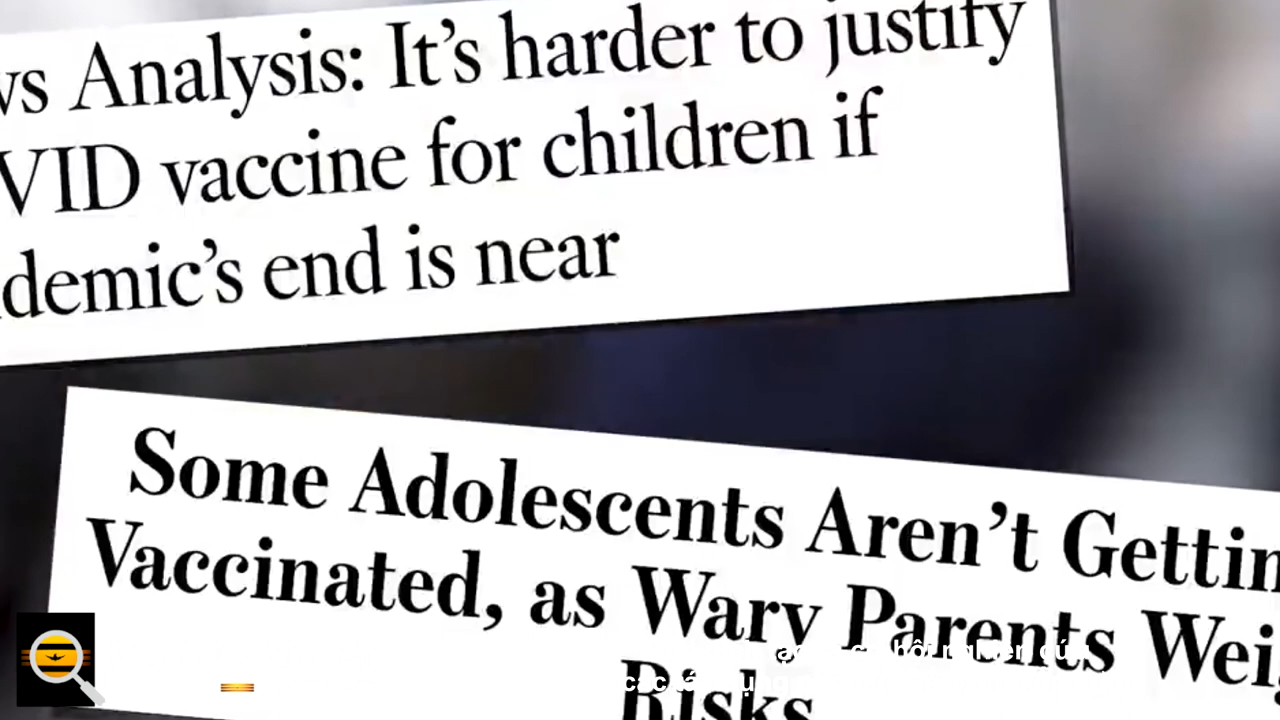 Analysis: It's harder to justify
VID vaccine for children if
demic's end is near
Some Adolescents Aren't Gettin
Vaccinated, as Wary Parents Wei
Risks